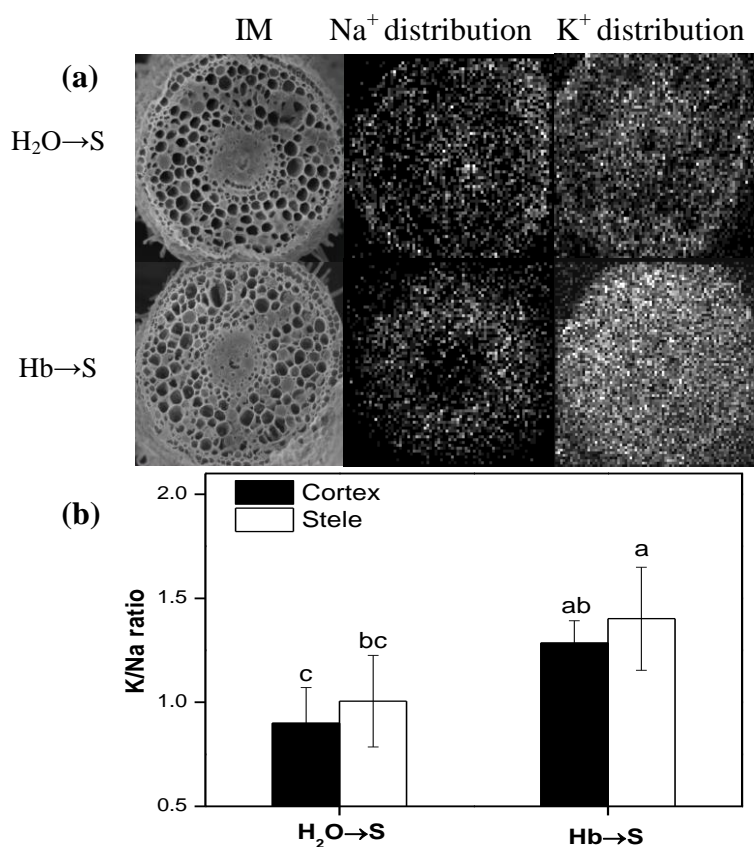 IM Na⁺ distribution K⁺ distribution
(a)
H₂O→S
Hb→S
(b)
2.0
1.5
1.0
0.5
K/Na ratio
Cortex
Stele
c
bc
ab
a
H₂O→S
Hb→S